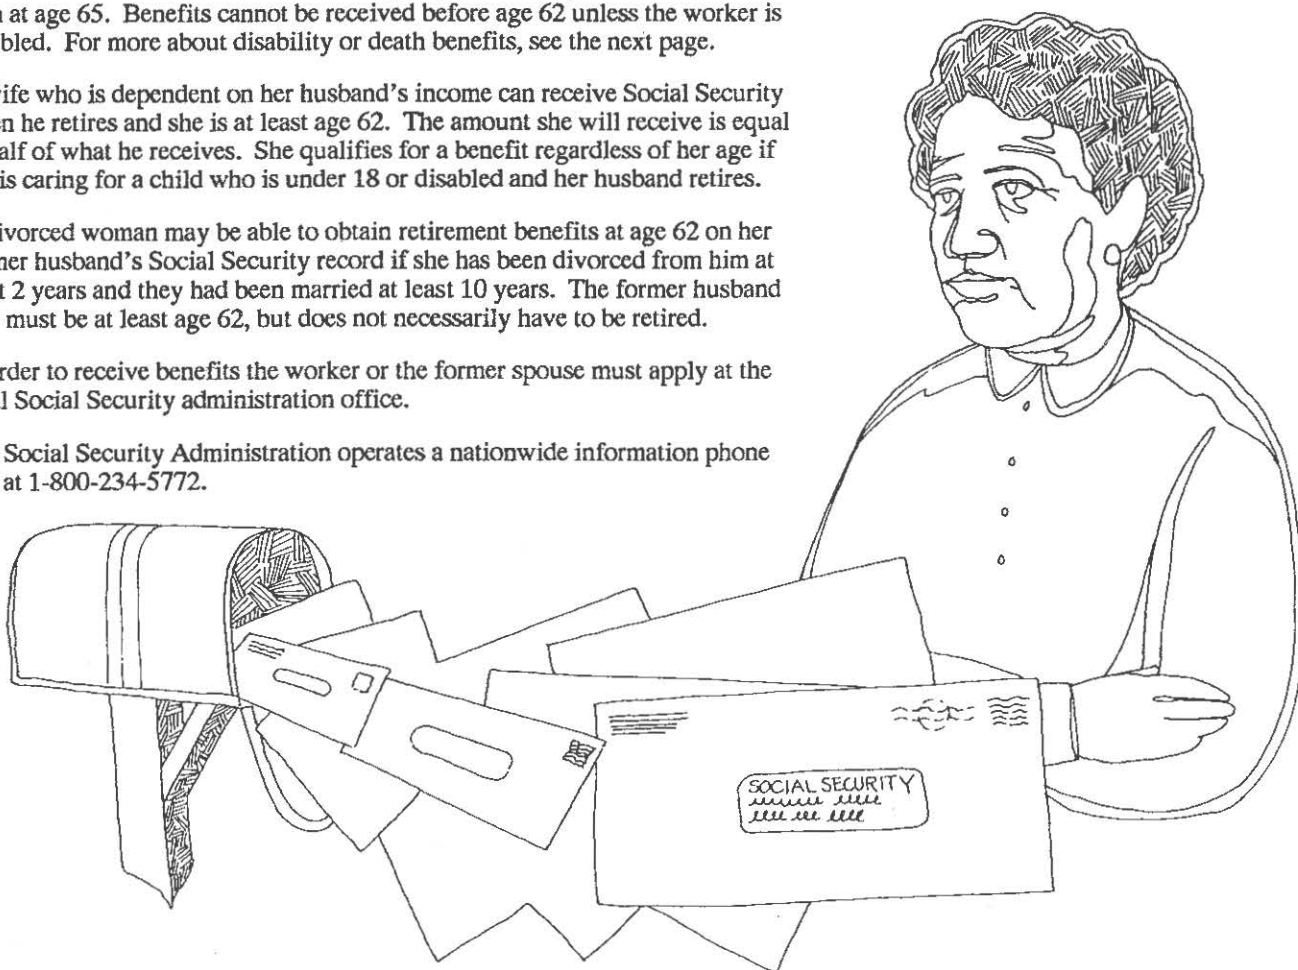 at age 65. Benefits cannot be received before age 62 unless the worker is
bled. For more about disability or death benefits, see the next page.
ife who is dependent on her husband's income can receive Social Security
n he retires and she is at least age 62. The amount she will receive is equal
alf of what he receives. She qualifies for a benefit regardless of her age if
is caring for a child who is under 18 or disabled and her husband retires.
ivorced woman may be able to obtain retirement benefits at age 62 on her
ner husband's Social Security record if she has been divorced from him at
t 2 years and they had been married at least 10 years. The former husband
must be at least age 62, but does not necessarily have to be retired.
rder to receive benefits the worker or the former spouse must apply at the
l Social Security administration office.
Social Security Administration operates a nationwide information phone
at 1-800-234-5772.
SOCIAL SECURITY